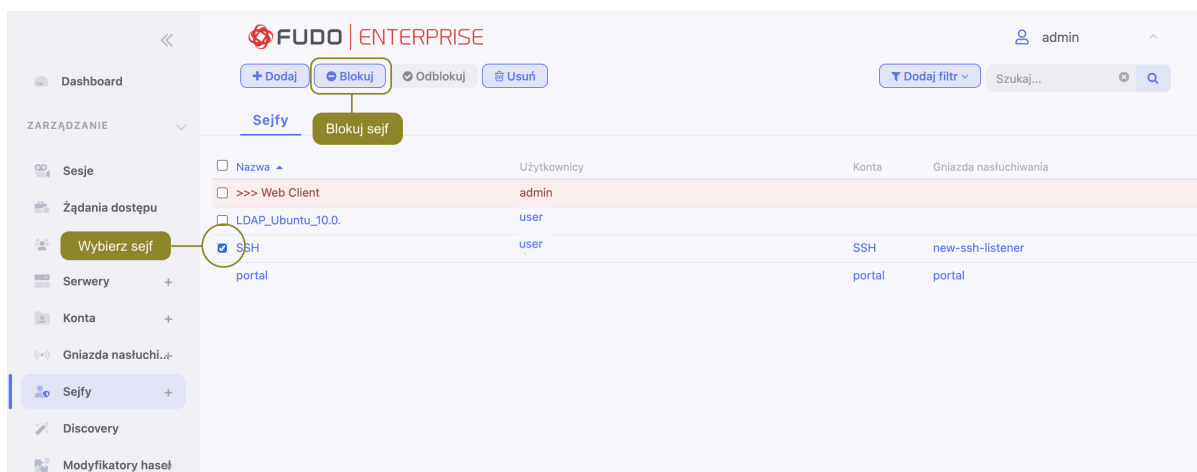 FUDO ENTERPRISE
admin
Dashboard
+ Dodaj Blokuj Odblokuj Usuń
Dodaj filtr Szukaj...
ZARZĄDZANIE
Sejfy
Blokuj sejf
Sesje
Nazwa Użytkownicy Konta Gniazda nasłuchiwania
>>> Web Client admin
Żądania dostępu
LDAP_Ubuntu_10.0. user
Wybierz sejf
SSH user SSH new-ssh-listener
Serwery +
portal portal portal
Konta +
Gniazda nasłuchi..+
Sejfy +
Discovery
Modyfikatory haseł